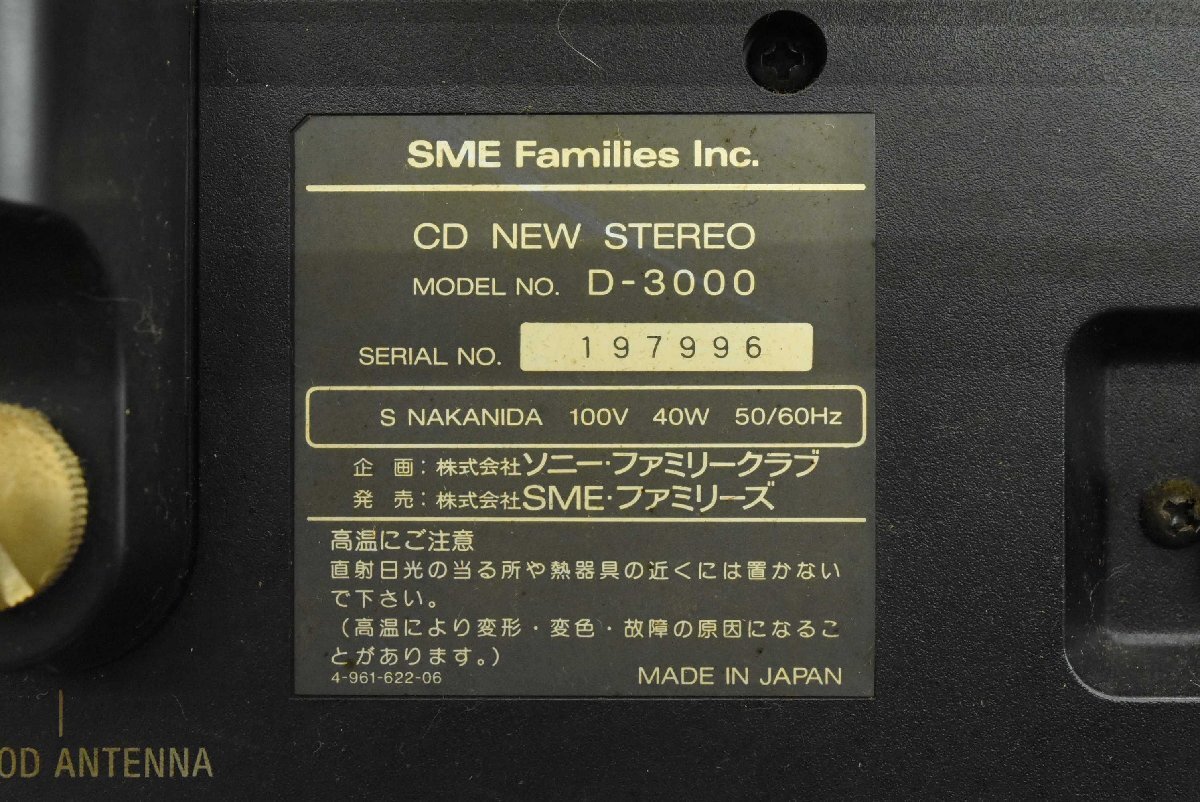 SME Families Inc.
CD NEW STEREO
MODEL NO. D-3000
SERIAL NO. 197996
S NAKANIDA 100V 40W 50/60Hz
企 画：株式会社ソニー・ファミリークラブ
発 売：株式会社SME・ファミリーズ
高温にご注意
直射日光の当る所や熱器具の近くには置かない
で下さい。
（高温により変形・変色・故障の原因になるこ
とがあります。）
4-961-622-06
MADE IN JAPAN
OD ANTENNA